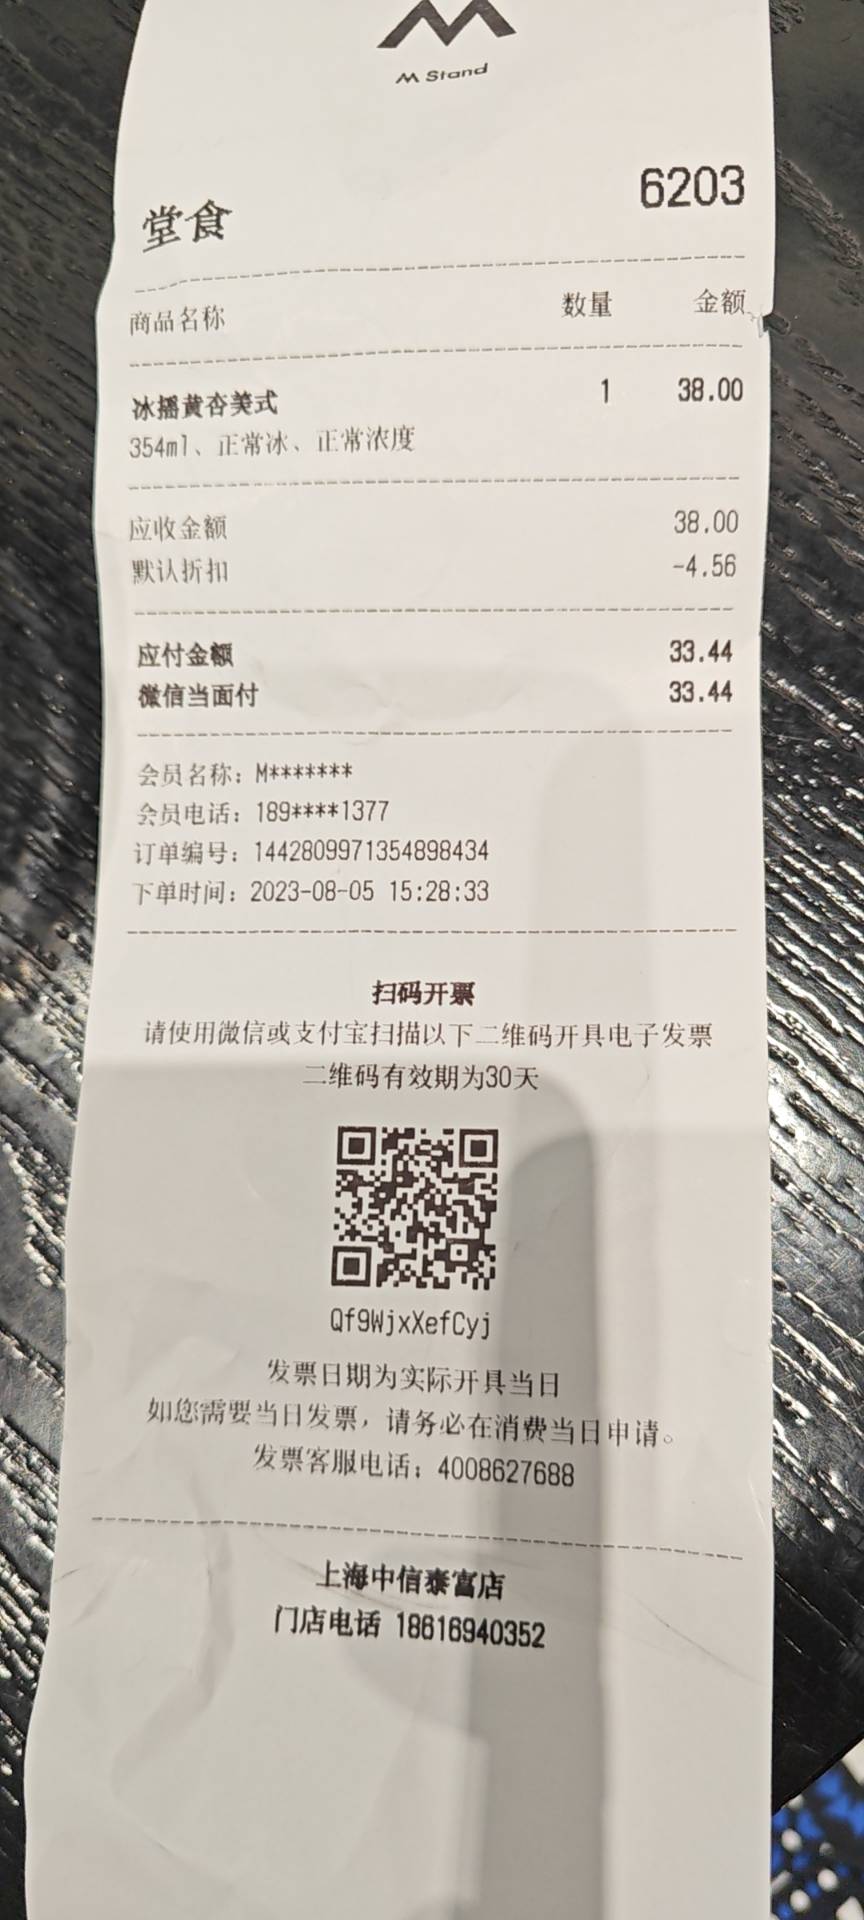 M Stand
6203
堂食
商品名称 数量 金额
冰摇黄杏美式 1 38.00
354ml、正常冰、正常浓度
应收金额 38.00
默认折扣 -4.56
应付金额 33.44
微信当面付 33.44
会员名称：M*******
会员电话：189****1377
订单编号：1442809971354898434
下单时间：2023-08-05 15:28:33
扫码开票
请使用微信或支付宝扫描以下二维码开具电子发票
二维码有效期为30天
Qf9WjxXefCyj
发票日期为实际开具当日
如您需要当日发票，请务必在消费当日申请。
发票客服电话：4008627688
上海中信泰富店
门店电话 18616940352